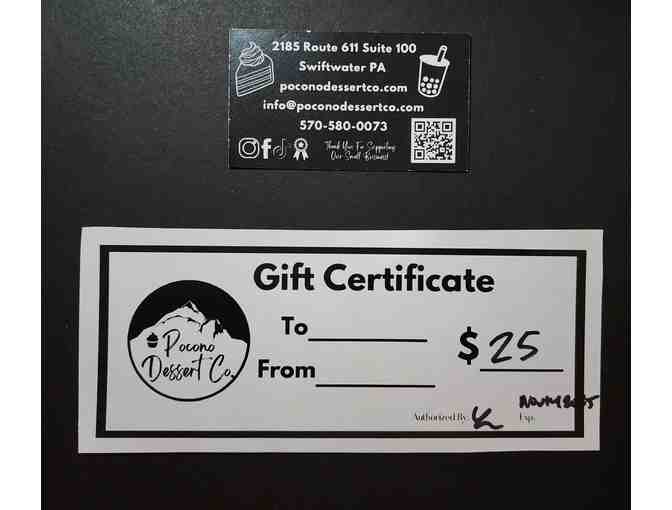 2185 Route 611 Suite 100
Swiftwater PA
poconodessertco.com
info@poconodessertco.com
570-580-0073
Thank You For Supporting
Our Small Business!
Gift Certificate
Pocono
Dessert Co.
To
$ 25
From
Authorized By:
Exp.